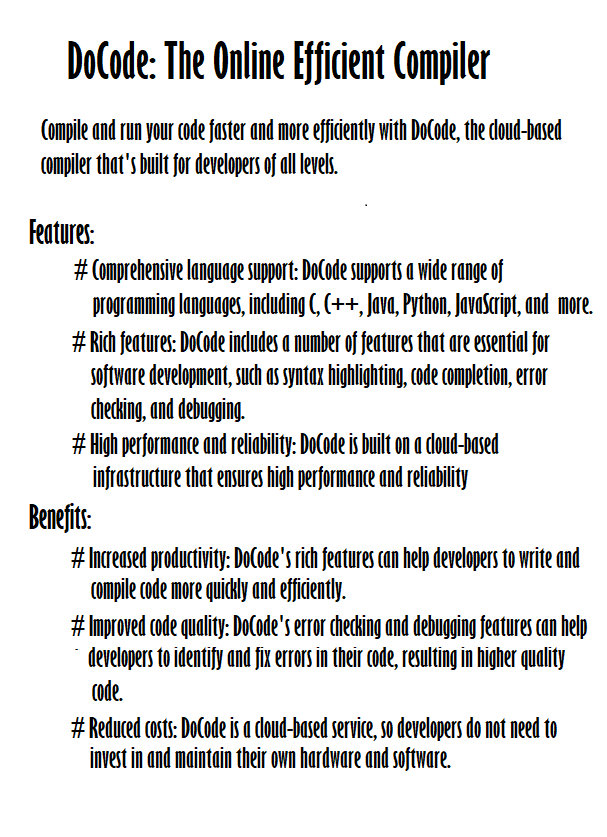 DoCode: The Online Efficient Compiler
Compile and run your code faster and more efficiently with DoCode, the cloud-based
compiler that's built for developers of all levels.
Features:
# Comprehensive language support: DoCode supports a wide range of
programming languages, including C, C++, Java, Python, JavaScript, and more.
# Rich features: DoCode includes a number of features that are essential for
software development, such as syntax highlighting, code completion, error
checking, and debugging.
# High performance and reliability: DoCode is built on a cloud-based
infrastructure that ensures high performance and reliability
Benefits:
# Increased productivity: DoCode's rich features can help developers to write and
compile code more quickly and efficiently.
# Improved code quality: DoCode's error checking and debugging features can help
developers to identify and fix errors in their code, resulting in higher quality
code.
# Reduced costs: DoCode is a cloud-based service, so developers do not need to
invest in and maintain their own hardware and software.